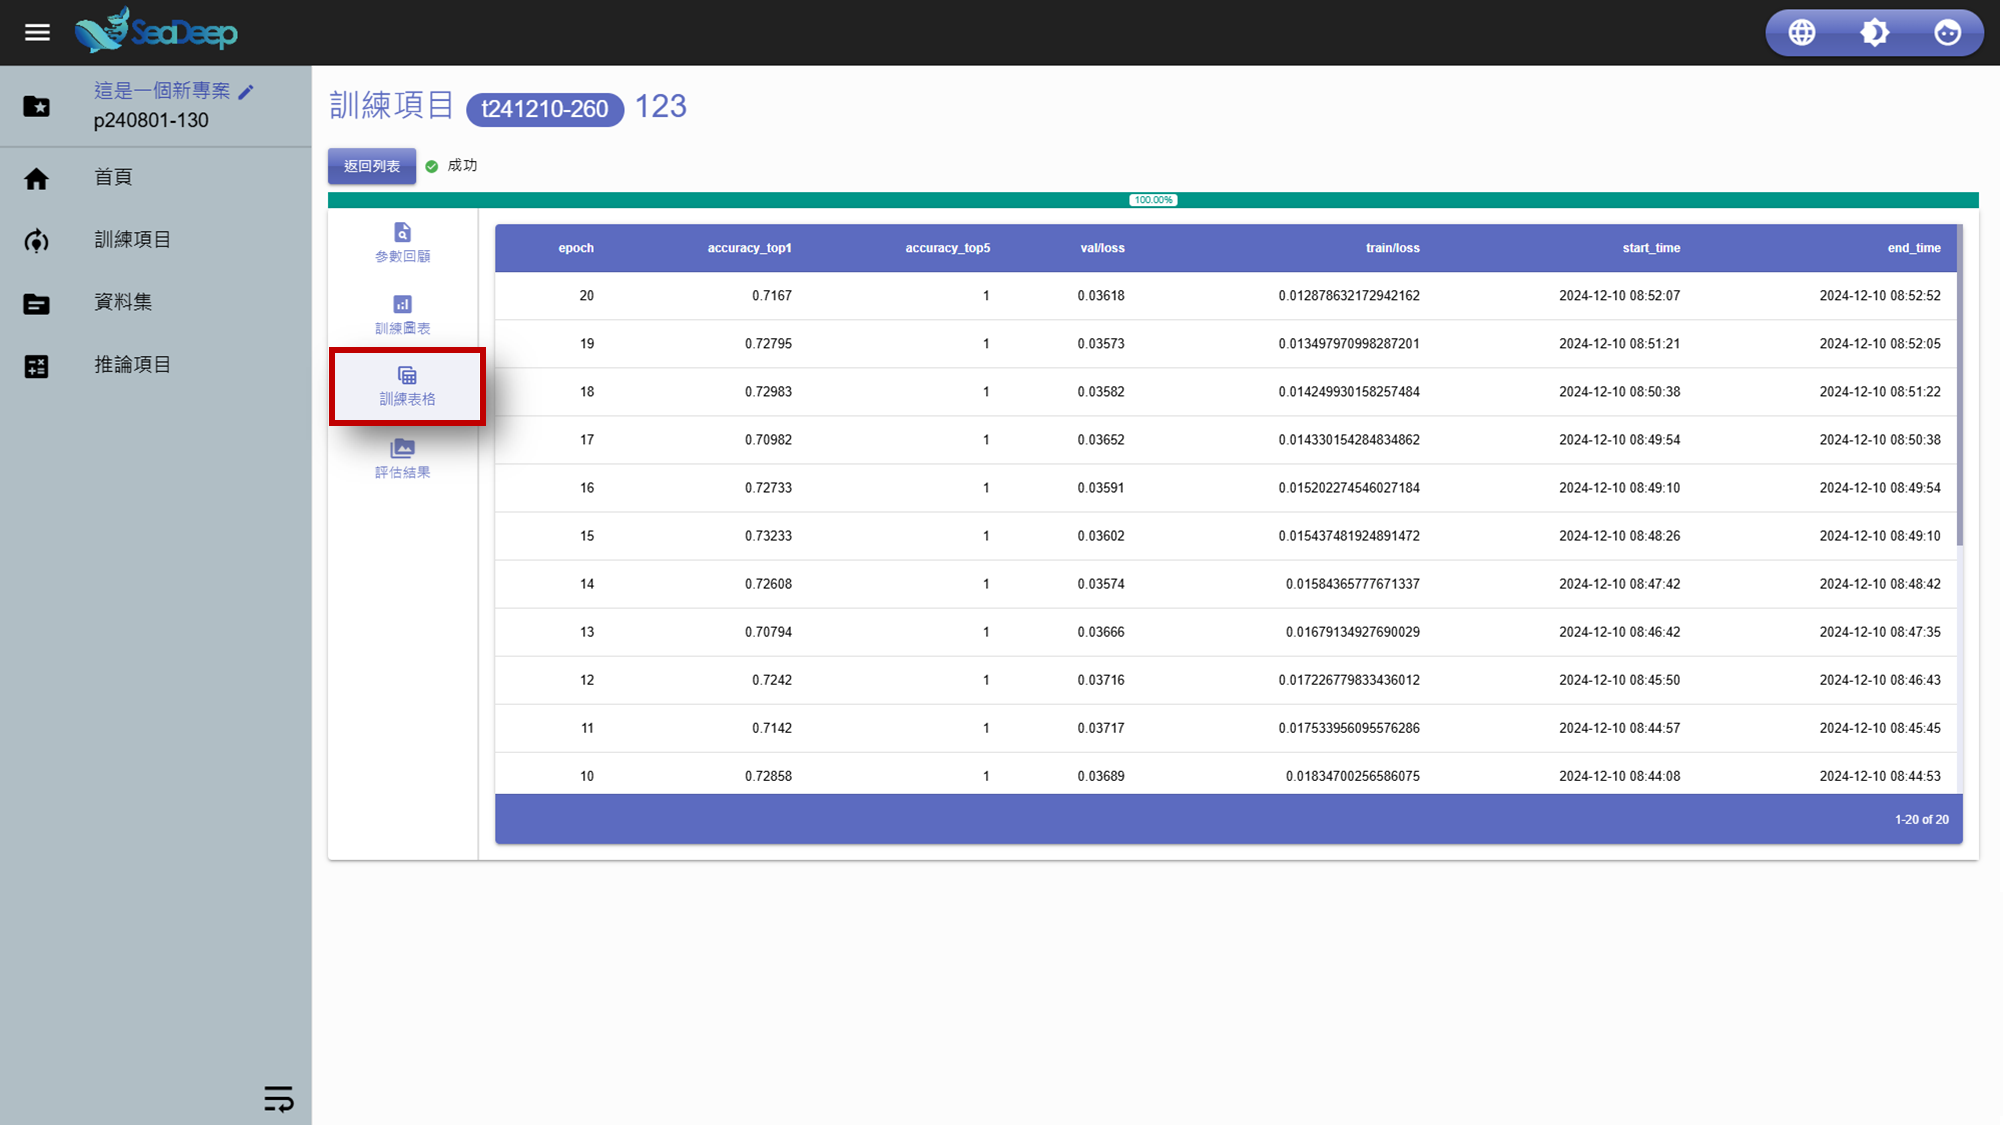 SeaDeep
這是一個新專案
p240801-130
首頁
訓練項目
資料集
推論項目
訓練項目 t241210-260 123
返回列表 成功
100.00%
參數回顧
訓練圖表
訓練表格
評估結果
epoch accuracy_top1 accuracy_top5 val/loss train/loss start_time end_time
20 0.7167 1 0.03618 0.012878632172942162 2024-12-10 08:52:07 2024-12-10 08:52:52
19 0.72795 1 0.03573 0.013497970998287201 2024-12-10 08:51:21 2024-12-10 08:52:05
18 0.72983 1 0.03582 0.014249930158257484 2024-12-10 08:50:38 2024-12-10 08:51:22
17 0.70982 1 0.03652 0.014330154284834862 2024-12-10 08:49:54 2024-12-10 08:50:38
16 0.72733 1 0.03591 0.015202274546027184 2024-12-10 08:49:10 2024-12-10 08:49:54
15 0.73233 1 0.03602 0.015437481924891472 2024-12-10 08:48:26 2024-12-10 08:49:10
14 0.72608 1 0.03574 0.01584365777671337 2024-12-10 08:47:42 2024-12-10 08:48:42
13 0.70794 1 0.03666 0.01679134927690029 2024-12-10 08:46:42 2024-12-10 08:47:35
12 0.7242 1 0.03716 0.017226779833436012 2024-12-10 08:45:50 2024-12-10 08:46:43
11 0.7142 1 0.03717 0.017533956095576286 2024-12-10 08:44:57 2024-12-10 08:45:45
10 0.72858 1 0.03689 0.01834700256586075 2024-12-10 08:44:08 2024-12-10 08:44:53
1-20 of 20